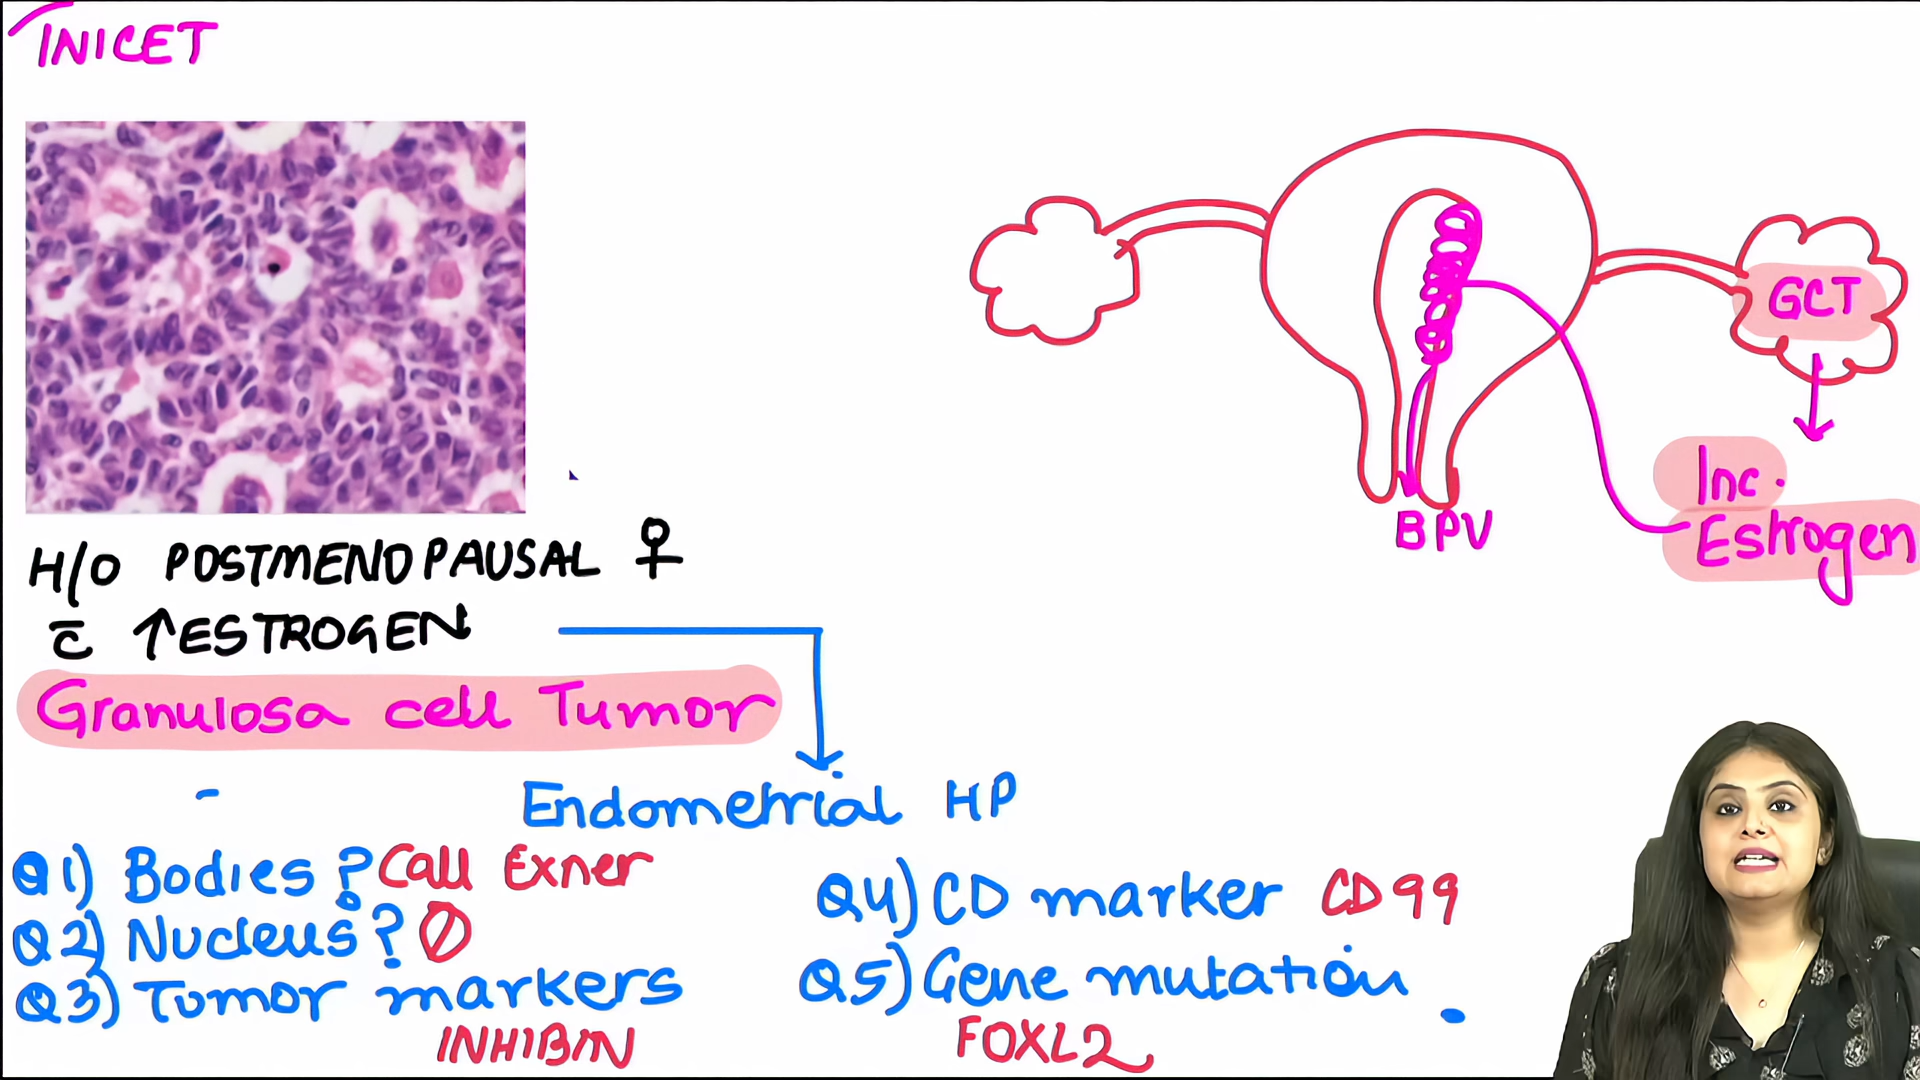 INICET
GCT
Inc.
Estrogen
BPV
H/O POSTMENOPAUSAL ♀
c̄ ↑ESTROGEN
Granulosa cell Tumor
Endometrial HP
Q1) Bodies? Call Exner
Q2) Nucleus?
Q3) Tumor markers
INHIBIN
Q4) CD marker CD99
Q5) Gene mutation
FOXL2